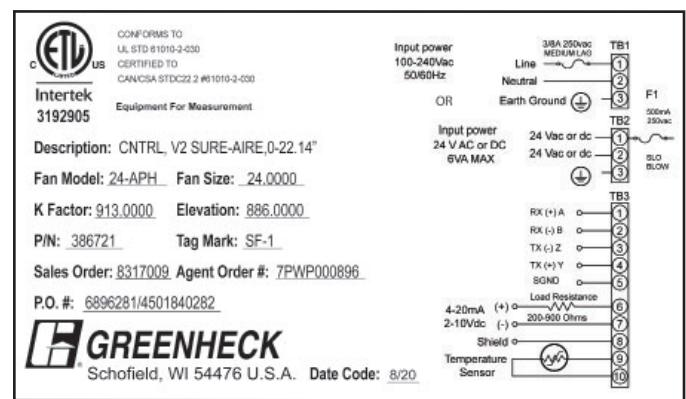 CONFORMS TO
UL STD 61010-2-030
CERTIFIED TO
CAN/CSA STDC22 2 #61010-2-030
C ETL US
LISTED
Intertek
3192905
Equipment For Measurement
Description: CNTRL, V2 SURE-AIRE,0-22.14"
Fan Model: 24-APH Fan Size: 24.0000
K Factor: 913.0000 Elevation: 886.0000
P/N: 386721 Tag Mark: SF-1
Sales Order: 8317009 Agent Order #: 7PWP000896
P.O. #: 6896281/4501840282
GREENHECK
Schofield, WI 54476 U.S.A. Date Code: 8/20
Input power
100-240Vac
50/60Hz
OR
Input power
24 V AC or DC
6VA MAX
3/8A 250vac
MEDIUM LAG
TB1
Line 1
Neutral 2
Earth Ground 3
F1
500mA
250vac
SLO
BLOW
TB2
24 Vac or dc 1
24 Vac or dc 2
3
TB3
RX (+) A 1
RX (-) B 2
TX (-) Z 3
TX (+) Y 4
SGND 5
Load Resistance
4-20mA (+) 6
200-900 Ohms
2-10Vdc (-) 7
Shield 8
Temperature 9
Sensor 10